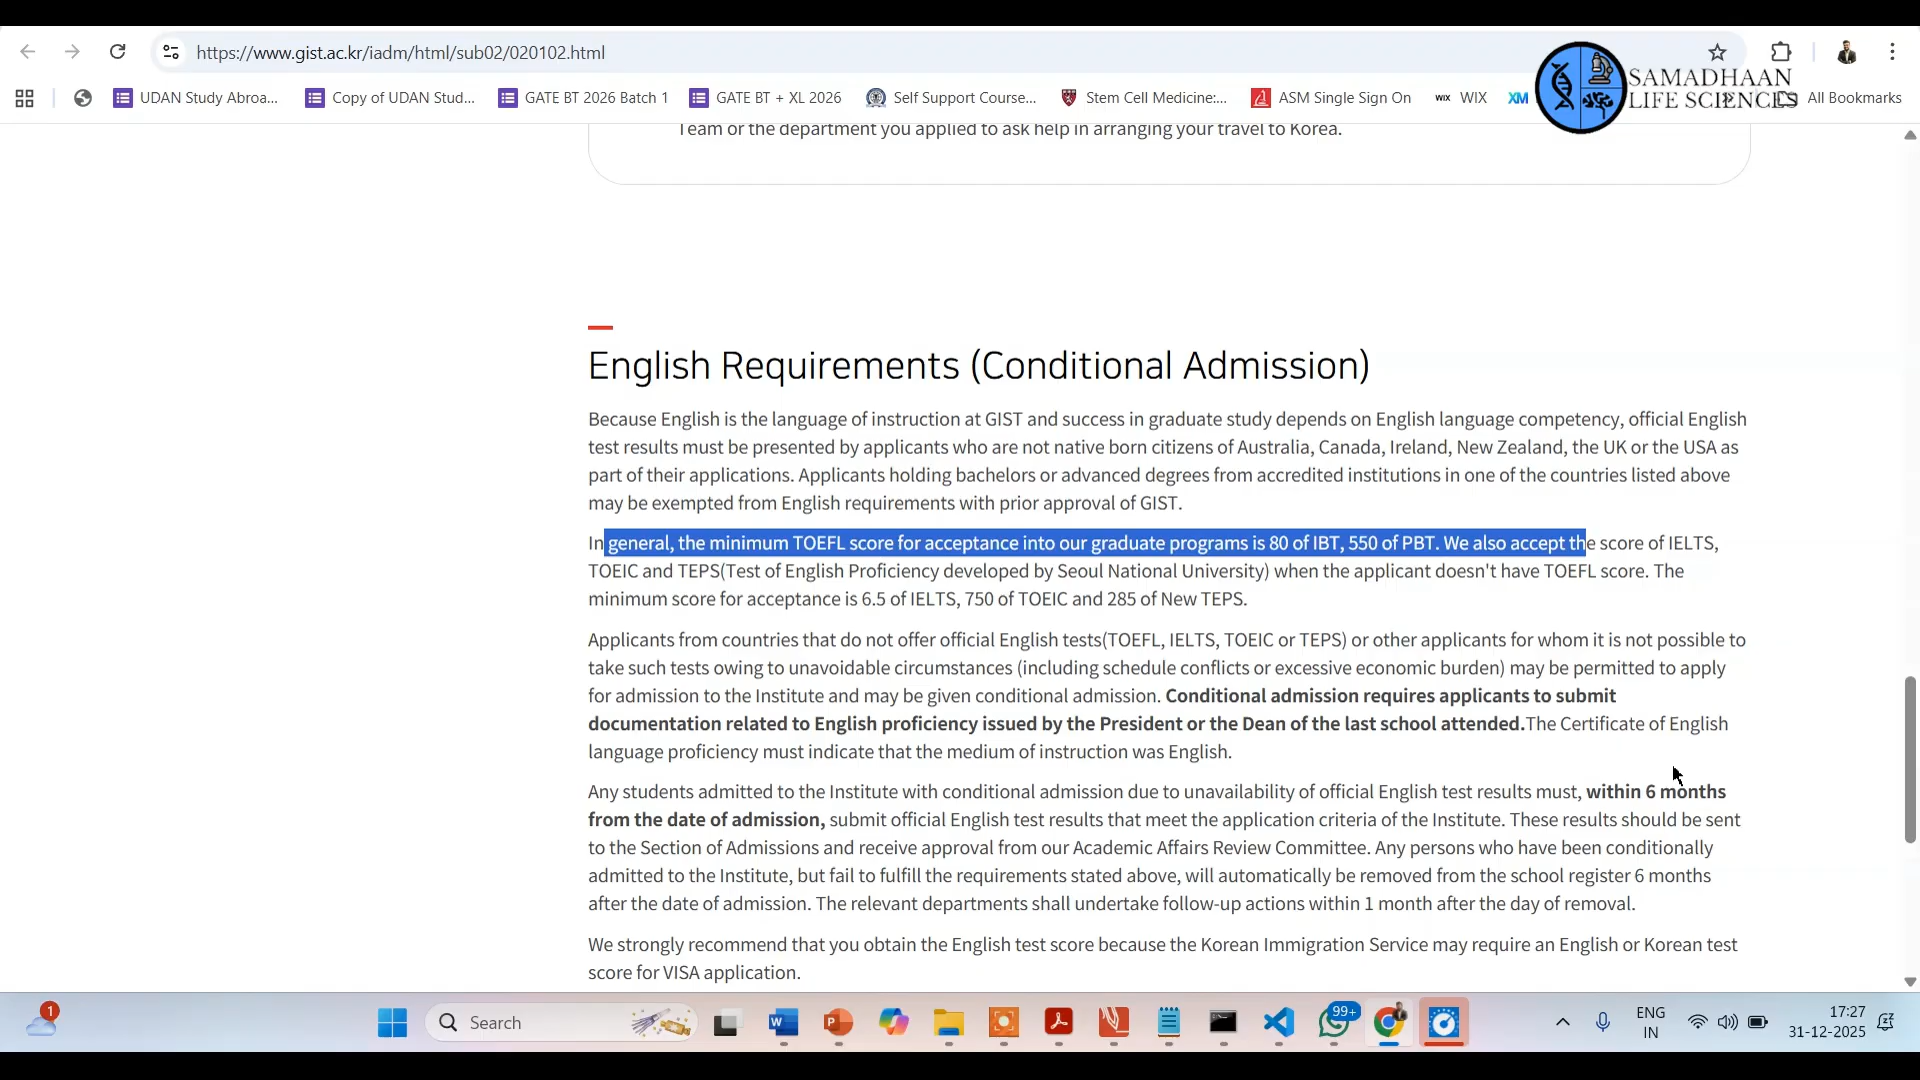 https://www.gist.ac.kr/iadm/html/sub02/020102.html
UDAN Study Abroa...
Copy of UDAN Stud...
GATE BT 2026 Batch 1
GATE BT + XL 2026
Self Support Course...
Stem Cell Medicine:...
ASM Single Sign On
WIX WIX
XM
SAMADHAAN
LIFE SCIENCES
All Bookmarks
Team or the department you applied to ask help in arranging your travel to Korea.
English Requirements (Conditional Admission)
Because English is the language of instruction at GIST and success in graduate study depends on English language competency, official English
test results must be presented by applicants who are not native born citizens of Australia, Canada, Ireland, New Zealand, the UK or the USA as
part of their applications. Applicants holding bachelors or advanced degrees from accredited institutions in one of the countries listed above
may be exempted from English requirements with prior approval of GIST.
In general, the minimum TOEFL score for acceptance into our graduate programs is 80 of IBT, 550 of PBT. We also accept the score of IELTS,
TOEIC and TEPS(Test of English Proficiency developed by Seoul National University) when the applicant doesn't have TOEFL score. The
minimum score for acceptance is 6.5 of IELTS, 750 of TOEIC and 285 of New TEPS.
Applicants from countries that do not offer official English tests(TOEFL, IELTS, TOEIC or TEPS) or other applicants for whom it is not possible to
take such tests owing to unavoidable circumstances (including schedule conflicts or excessive economic burden) may be permitted to apply
for admission to the Institute and may be given conditional admission. Conditional admission requires applicants to submit
documentation related to English proficiency issued by the President or the Dean of the last school attended.The Certificate of English
language proficiency must indicate that the medium of instruction was English.
Any students admitted to the Institute with conditional admission due to unavailability of official English test results must, within 6 months
from the date of admission, submit official English test results that meet the application criteria of the Institute. These results should be sent
to the Section of Admissions and receive approval from our Academic Affairs Review Committee. Any persons who have been conditionally
admitted to the Institute, but fail to fulfill the requirements stated above, will automatically be removed from the school register 6 months
after the date of admission. The relevant departments shall undertake follow-up actions within 1 month after the day of removal.
We strongly recommend that you obtain the English test score because the Korean Immigration Service may require an English or Korean test
score for VISA application.
1
Search
99+
ENG
IN
17:27
31-12-2025